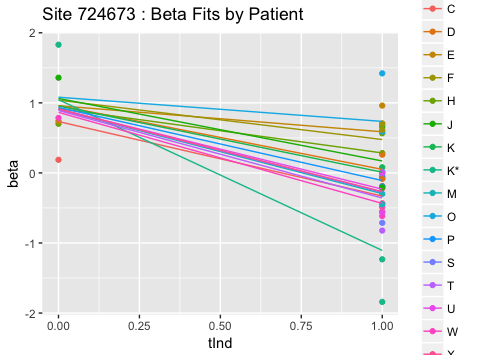 Site 724673 : Beta Fits by Patient
2
1
0
-1
-2
beta
0.00 0.25 0.50 0.75 1.00
tInd
C
D
E
F
H
J
K
K*
M
O
P
S
T
U
W